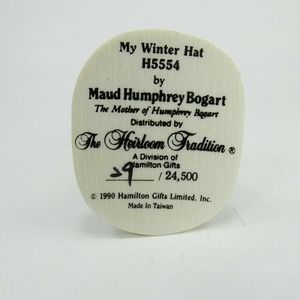 My Winter Hat
H5554
by
Maud Humphrey Bogart
The Mother of Humphrey Bogart
Distributed by
The Heirloom Tradition ®
A Division of
Hamilton Gifts
29 / 24,500
© 1990 Hamilton Gifts Limited, Inc.
Made In Taiwan